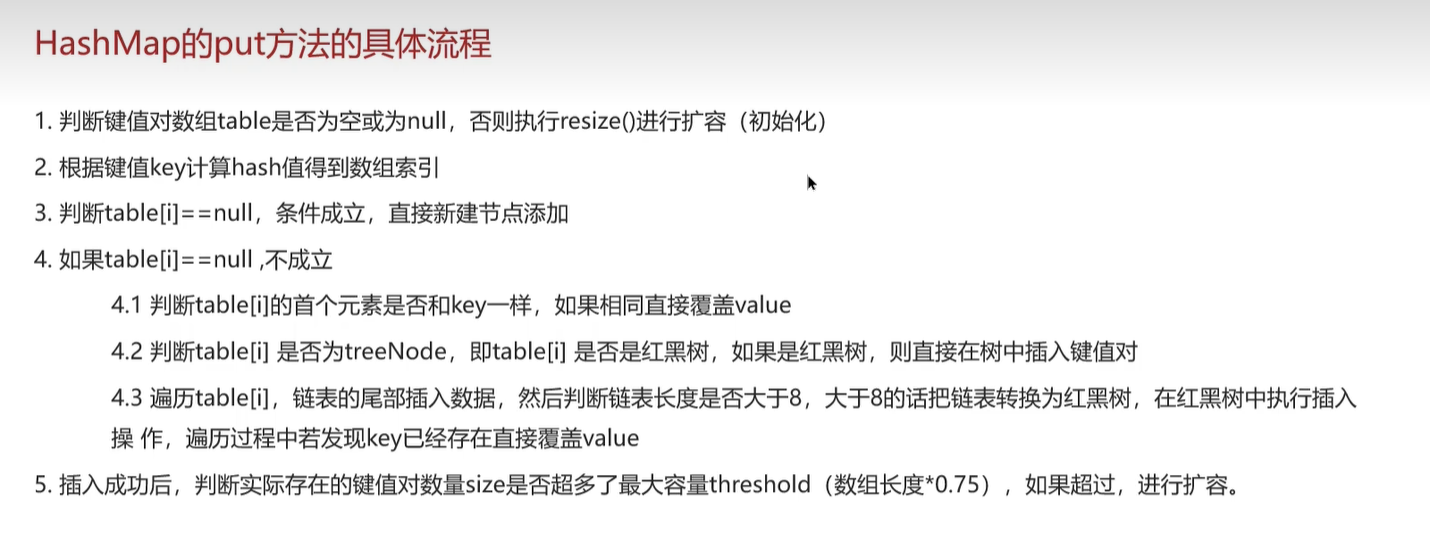 HashMap的put方法的具体流程
1. 判断键值对数组table是否为空或为null，否则执行resize()进行扩容（初始化）
2. 根据键值key计算hash值得到数组索引
3. 判断table[i]==null，条件成立，直接新建节点添加
4. 如果table[i]==null ,不成立
4.1 判断table[i]的首个元素是否和key一样，如果相同直接覆盖value
4.2 判断table[i] 是否为treeNode，即table[i] 是否是红黑树，如果是红黑树，则直接在树中插入键值对
4.3 遍历table[i]，链表的尾部插入数据，然后判断链表长度是否大于8，大于8的话把链表转换为红黑树，在红黑树中执行插入
操 作，遍历过程中若发现key已经存在直接覆盖value
5. 插入成功后，判断实际存在的键值对数量size是否超多了最大容量threshold（数组长度*0.75），如果超过，进行扩容。